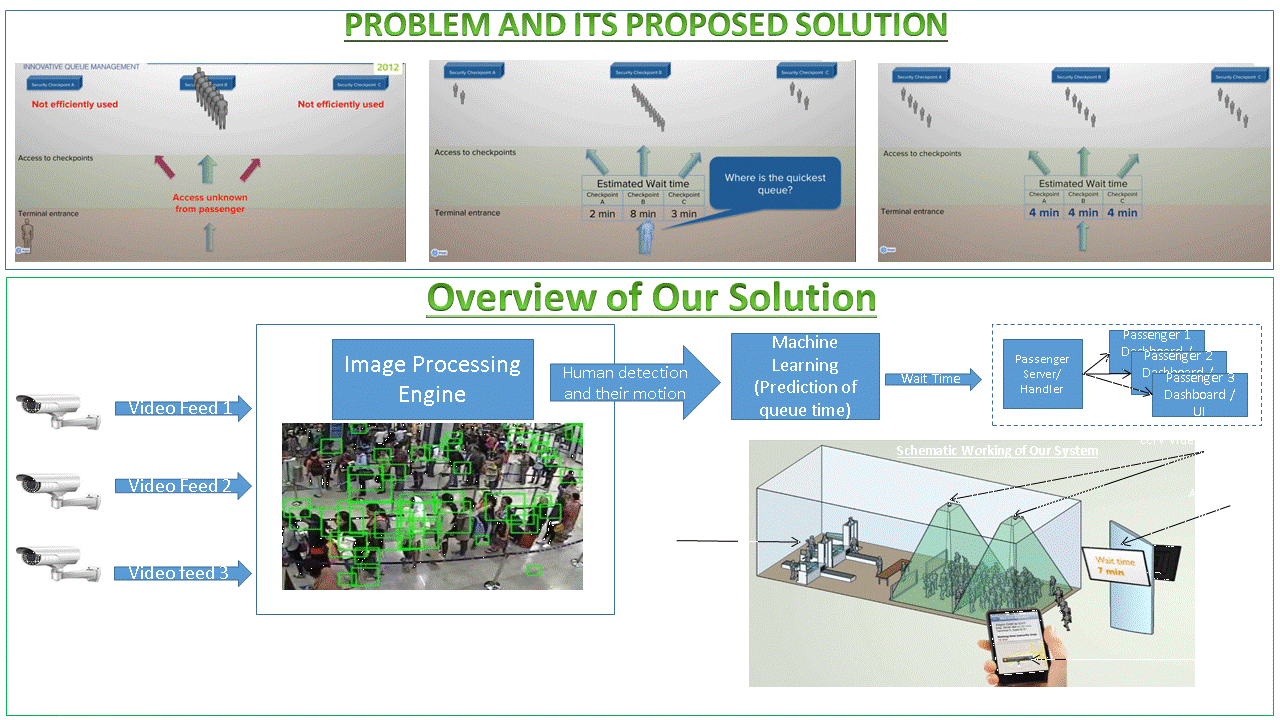 PROBLEM AND ITS PROPOSED SOLUTION
INNOVATIVE QUEUE MANAGEMENT
2012
Security Checkpoint A
Security Checkpoint B
Security Checkpoint C
Not efficiently used
Not efficiently used
Access to checkpoints
Access unknown
from passenger
Terminal entrance
Security Checkpoint A
Security Checkpoint B
Security Checkpoint C
Access to checkpoints
Where is the quickest
queue?
Estimated Wait time
Checkpoint A
Checkpoint B
Checkpoint C
2 min
8 min
3 min
Terminal entrance
Security Checkpoint A
Security Checkpoint B
Security Checkpoint C
Access to checkpoints
Estimated Wait time
Checkpoint A
Checkpoint B
Checkpoint C
4 min
4 min
4 min
Terminal entrance
Overview of Our Solution
Video Feed 1
Video Feed 2
Video feed 3
Image Processing
Engine
Human detection
and their motion
Machine
Learning
(Prediction of
queue time)
Wait Time
Passenger
Server/
Handler
Passenger 1
Dashboard /
Passenger 2
Dashboard /
Passenger 3
Dashboard /
UI
Schematic Working of Our System
Wait time
7 min